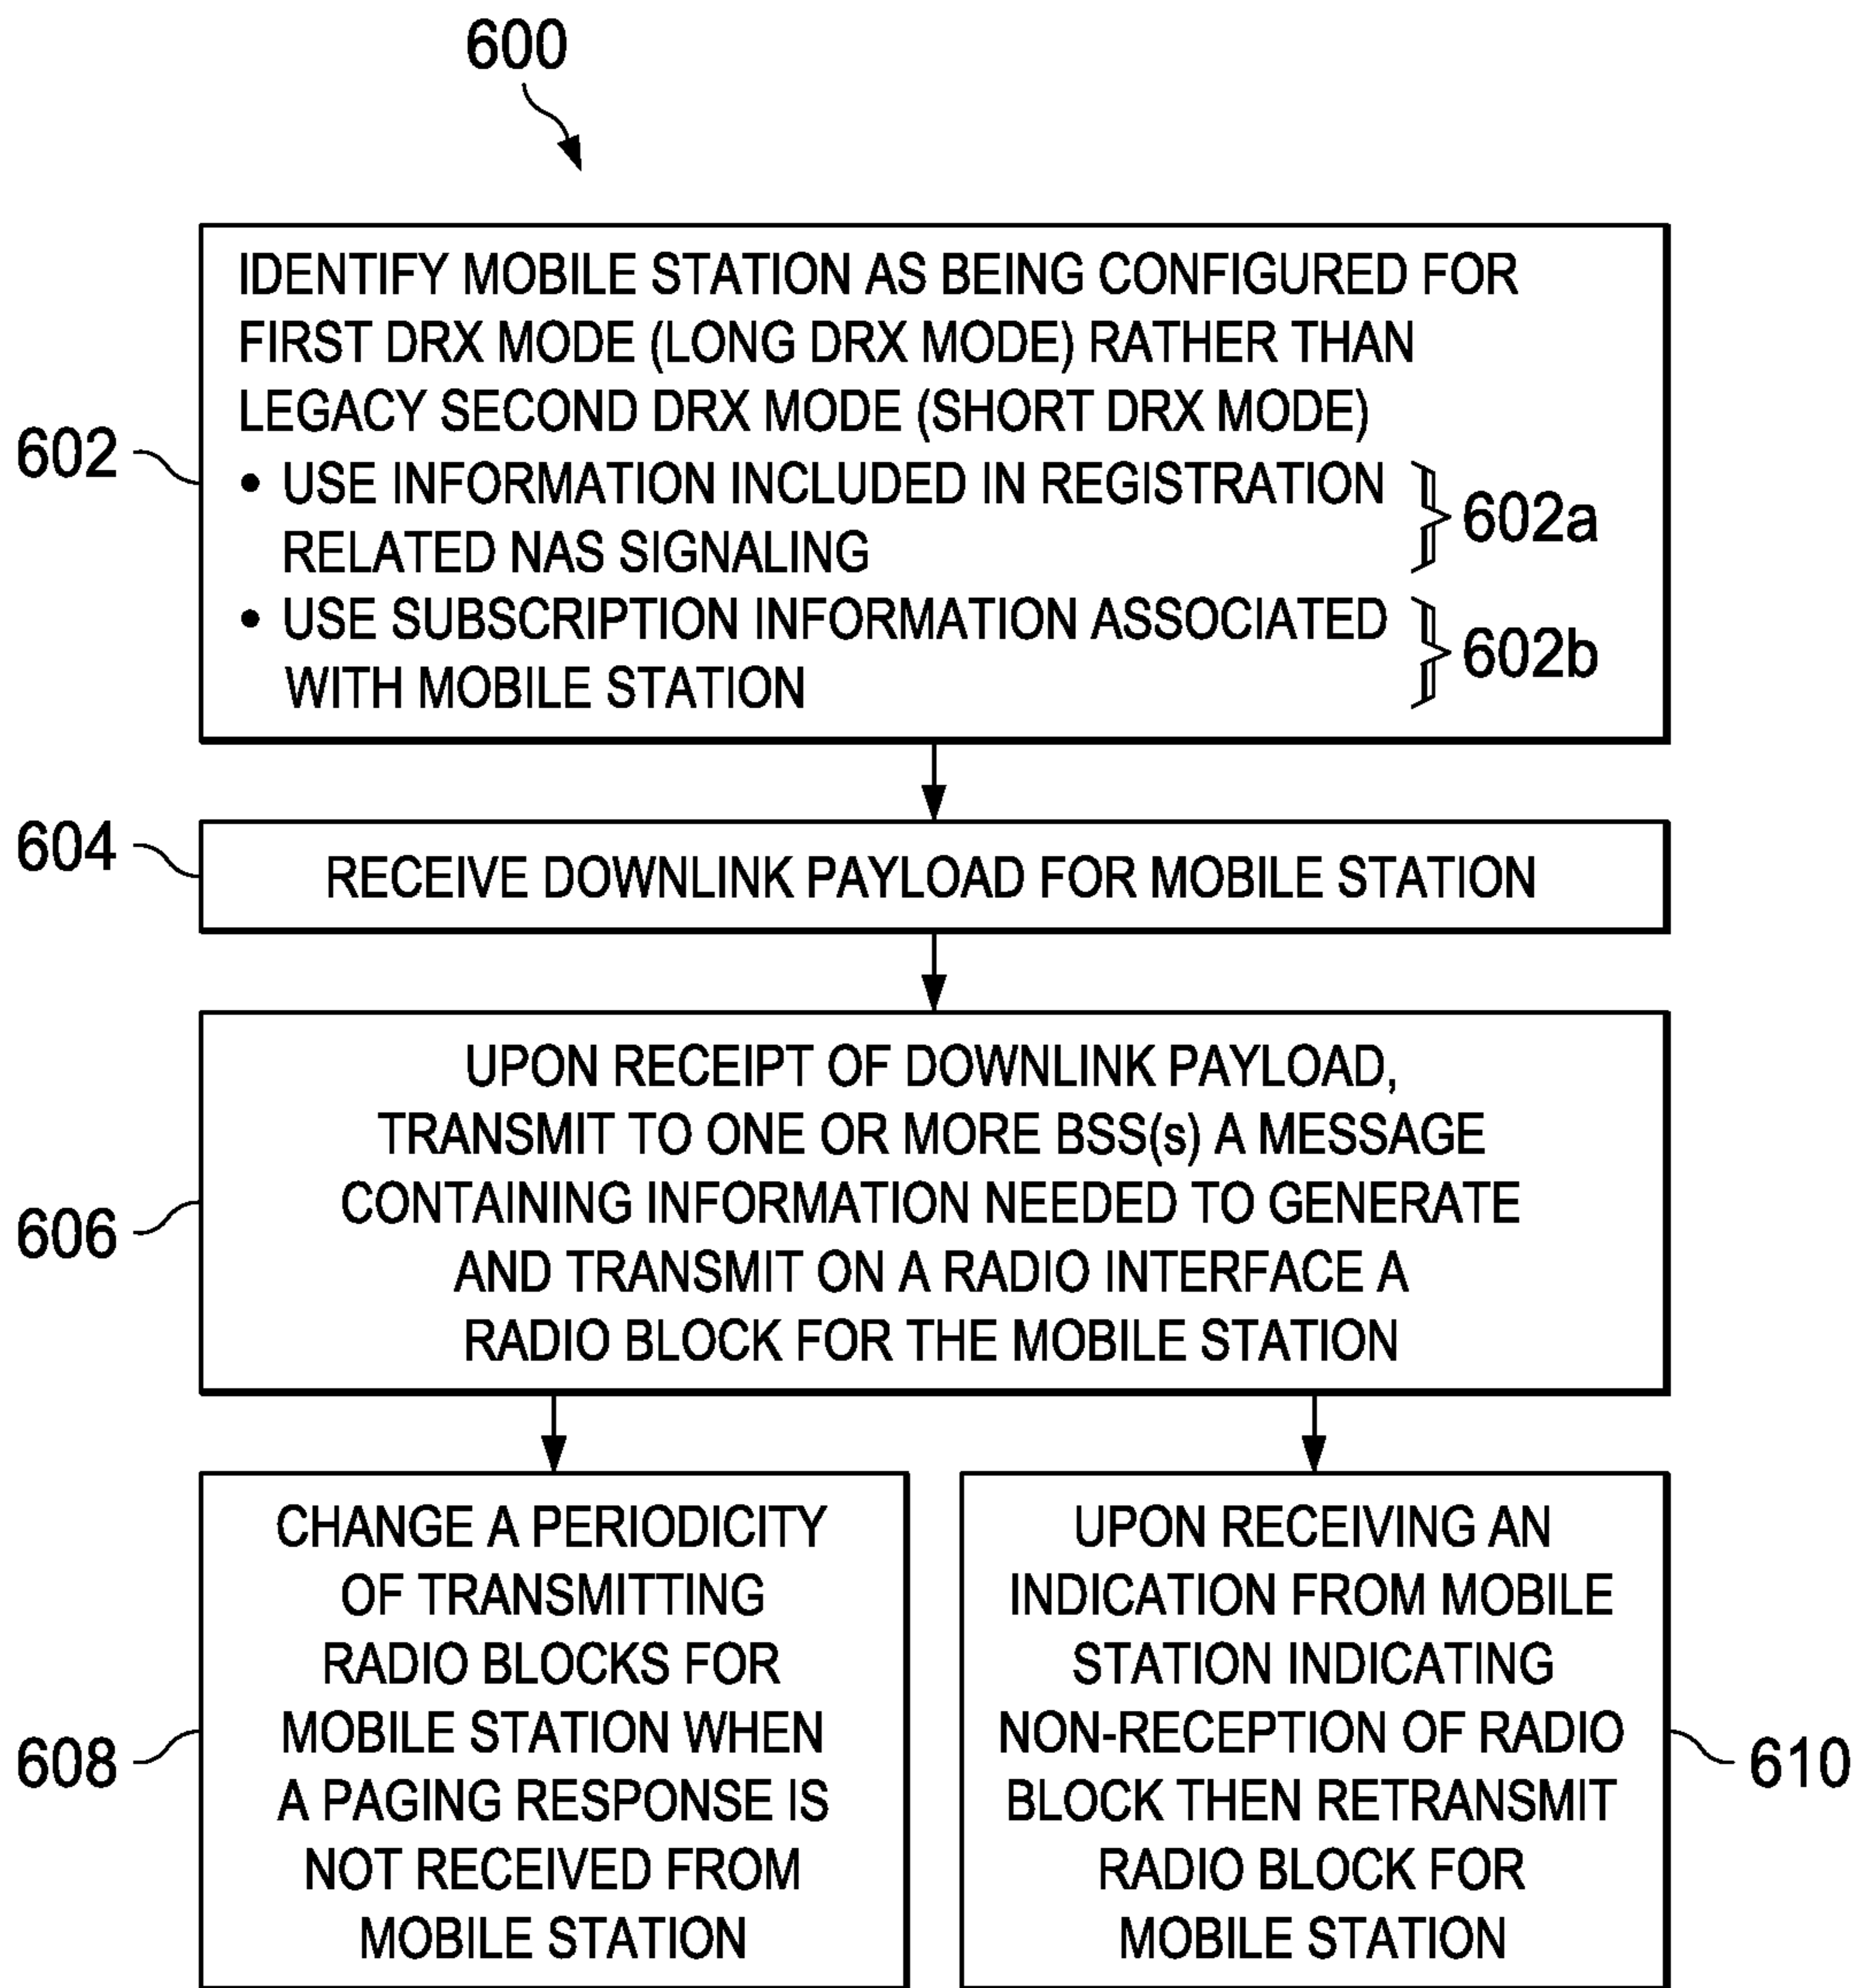 600
IDENTIFY MOBILE STATION AS BEING CONFIGURED FOR
FIRST DRX MODE (LONG DRX MODE) RATHER THAN
LEGACY SECOND DRX MODE (SHORT DRX MODE)
602
• USE INFORMATION INCLUDED IN REGISTRATION
RELATED NAS SIGNALING
602a
• USE SUBSCRIPTION INFORMATION ASSOCIATED
WITH MOBILE STATION
602b
604
RECEIVE DOWNLINK PAYLOAD FOR MOBILE STATION
UPON RECEIPT OF DOWNLINK PAYLOAD,
TRANSMIT TO ONE OR MORE BSS(s) A MESSAGE
CONTAINING INFORMATION NEEDED TO GENERATE
AND TRANSMIT ON A RADIO INTERFACE A
RADIO BLOCK FOR THE MOBILE STATION
606
CHANGE A PERIODICITY
OF TRANSMITTING
RADIO BLOCKS FOR
MOBILE STATION WHEN
A PAGING RESPONSE IS
NOT RECEIVED FROM
MOBILE STATION
608
UPON RECEIVING AN
INDICATION FROM MOBILE
STATION INDICATING
NON-RECEPTION OF RADIO
BLOCK THEN RETRANSMIT
RADIO BLOCK FOR
MOBILE STATION
610